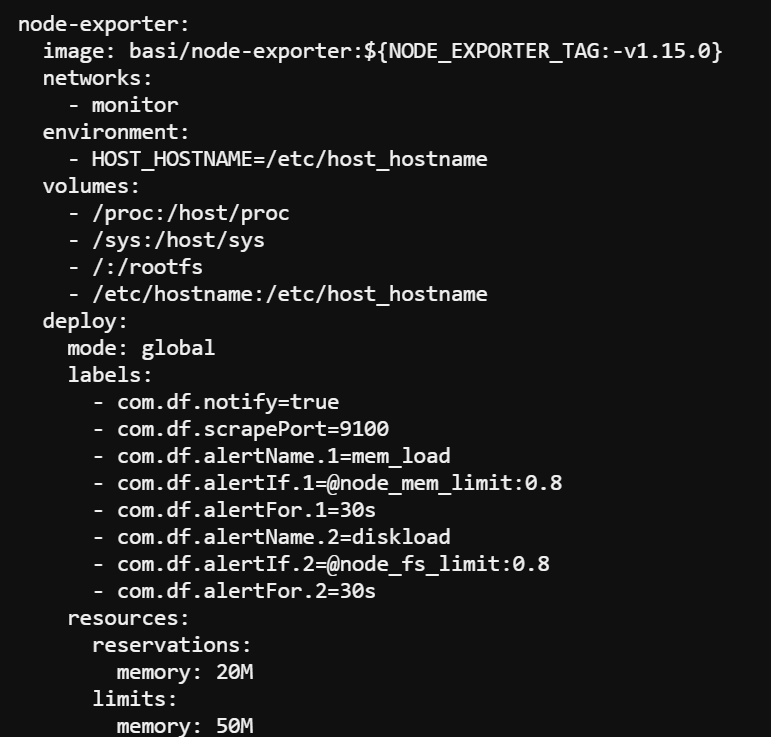 node-exporter:
  image: basi/node-exporter:${NODE_EXPORTER_TAG:-v1.15.0}
  networks:
    - monitor
  environment:
    - HOST_HOSTNAME=/etc/host_hostname
  volumes:
    - /proc:/host/proc
    - /sys:/host/sys
    - /:/rootfs
    - /etc/hostname:/etc/host_hostname
  deploy:
    mode: global
    labels:
      - com.df.notify=true
      - com.df.scrapePort=9100
      - com.df.alertName.1=mem_load
      - com.df.alertIf.1=@node_mem_limit:0.8
      - com.df.alertFor.1=30s
      - com.df.alertName.2=diskload
      - com.df.alertIf.2=@node_fs_limit:0.8
      - com.df.alertFor.2=30s
    resources:
      reservations:
        memory: 20M
      limits:
        memory: 50M